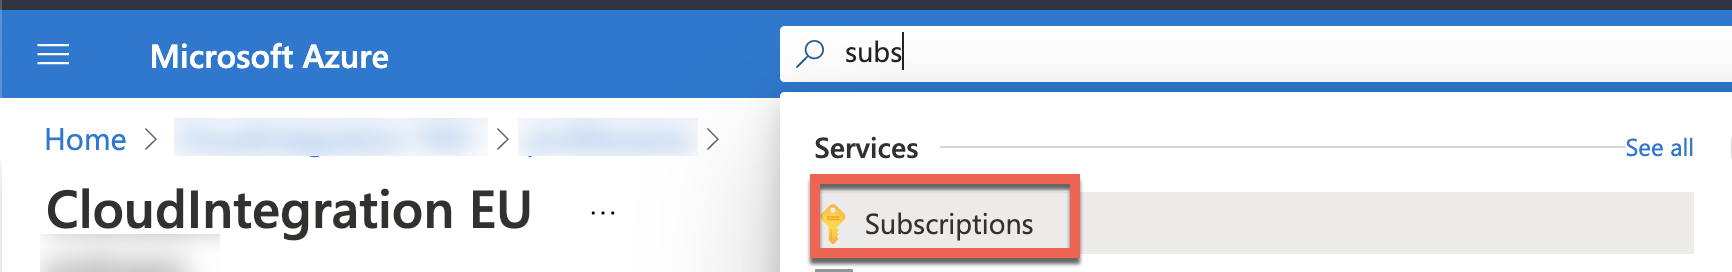 Microsoft Azure
subs
Home
Services
See all
CloudIntegration EU
...
Subscriptions